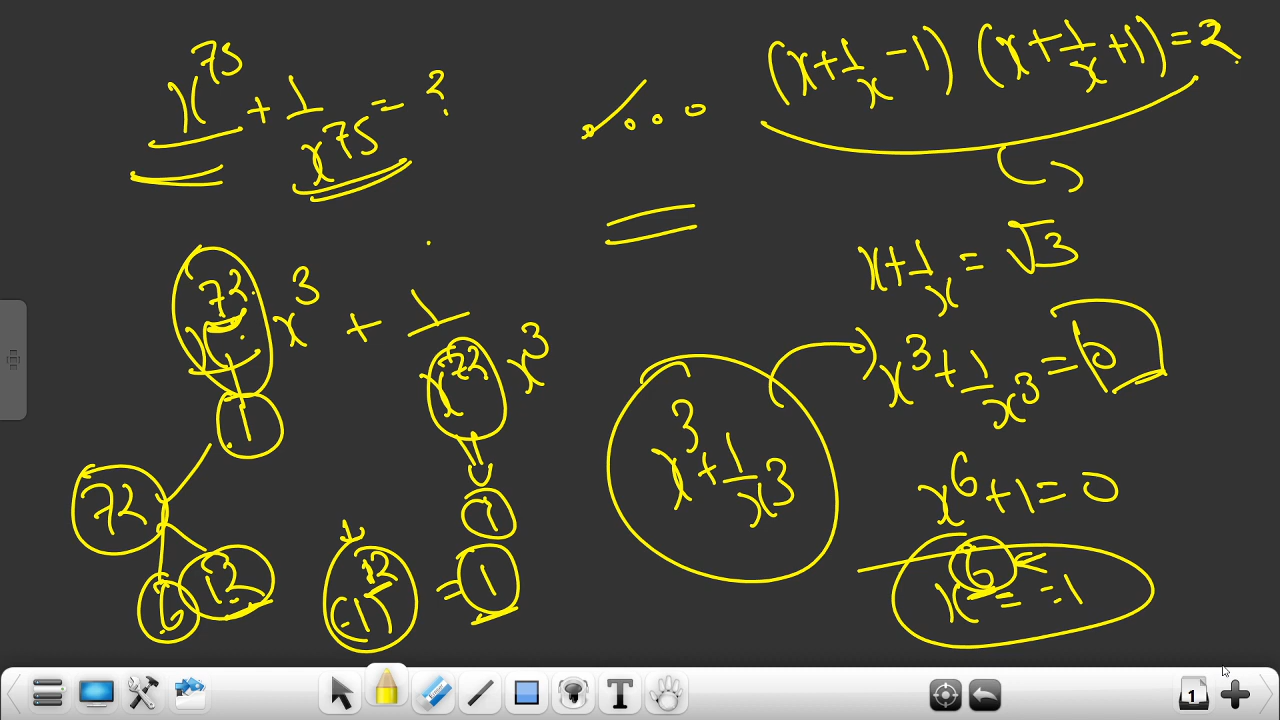 x^75 + 1/x^75 = ?
(x+1/x-1) (x+1/x+1) = 2
x+1/x = √3
x^72 x^3 + 1/x^72 x^3
x^3+1/x^3 = 0
1
x^3+1/x^3
x^6+1=0
72
1
6 12
(-1)^12 = 1
x^6 = -1
T
1